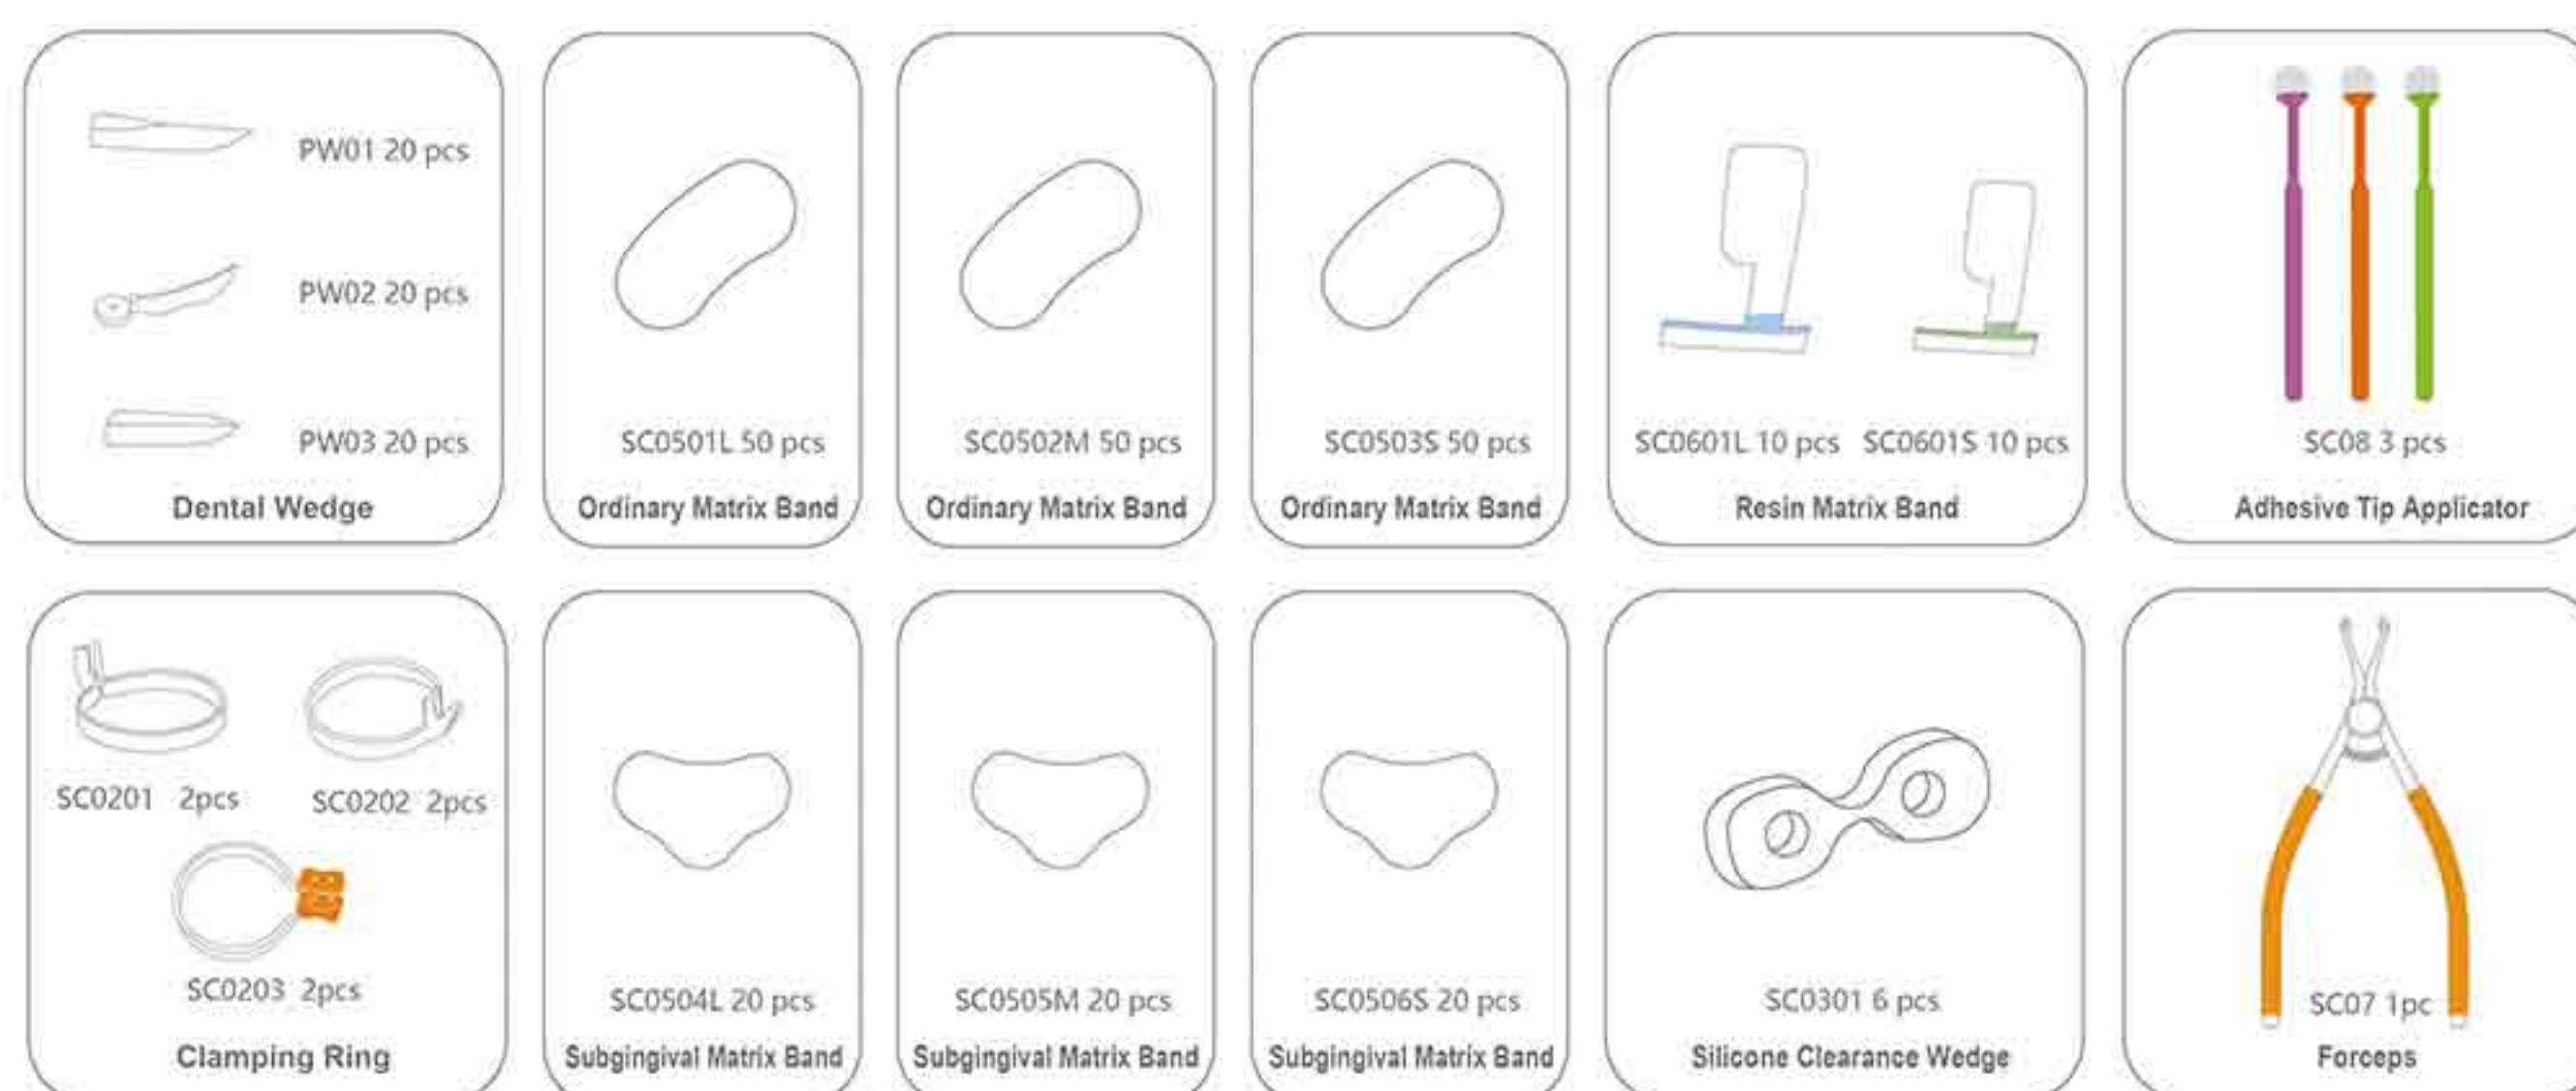 PW01 20 pcs
PW02 20 pcs
PW03 20 pcs
Dental Wedge
SC0501L 50 pcs
Ordinary Matrix Band
SC0502M 50 pcs
Ordinary Matrix Band
SC0503S 50 pcs
Ordinary Matrix Band
SC0601L 10 pcs SC0601S 10 pcs
Resin Matrix Band
SC08 3 pcs
Adhesive Tip Applicator
SC0201 2pcs
SC0202 2pcs
SC0203 2pcs
Clamping Ring
SC0504L 20 pcs
Subgingival Matrix Band
SC0505M 20 pcs
Subgingival Matrix Band
SC0506S 20 pcs
Subgingival Matrix Band
SC0301 6 pcs
Silicone Clearance Wedge
SC07 1pc
Forceps